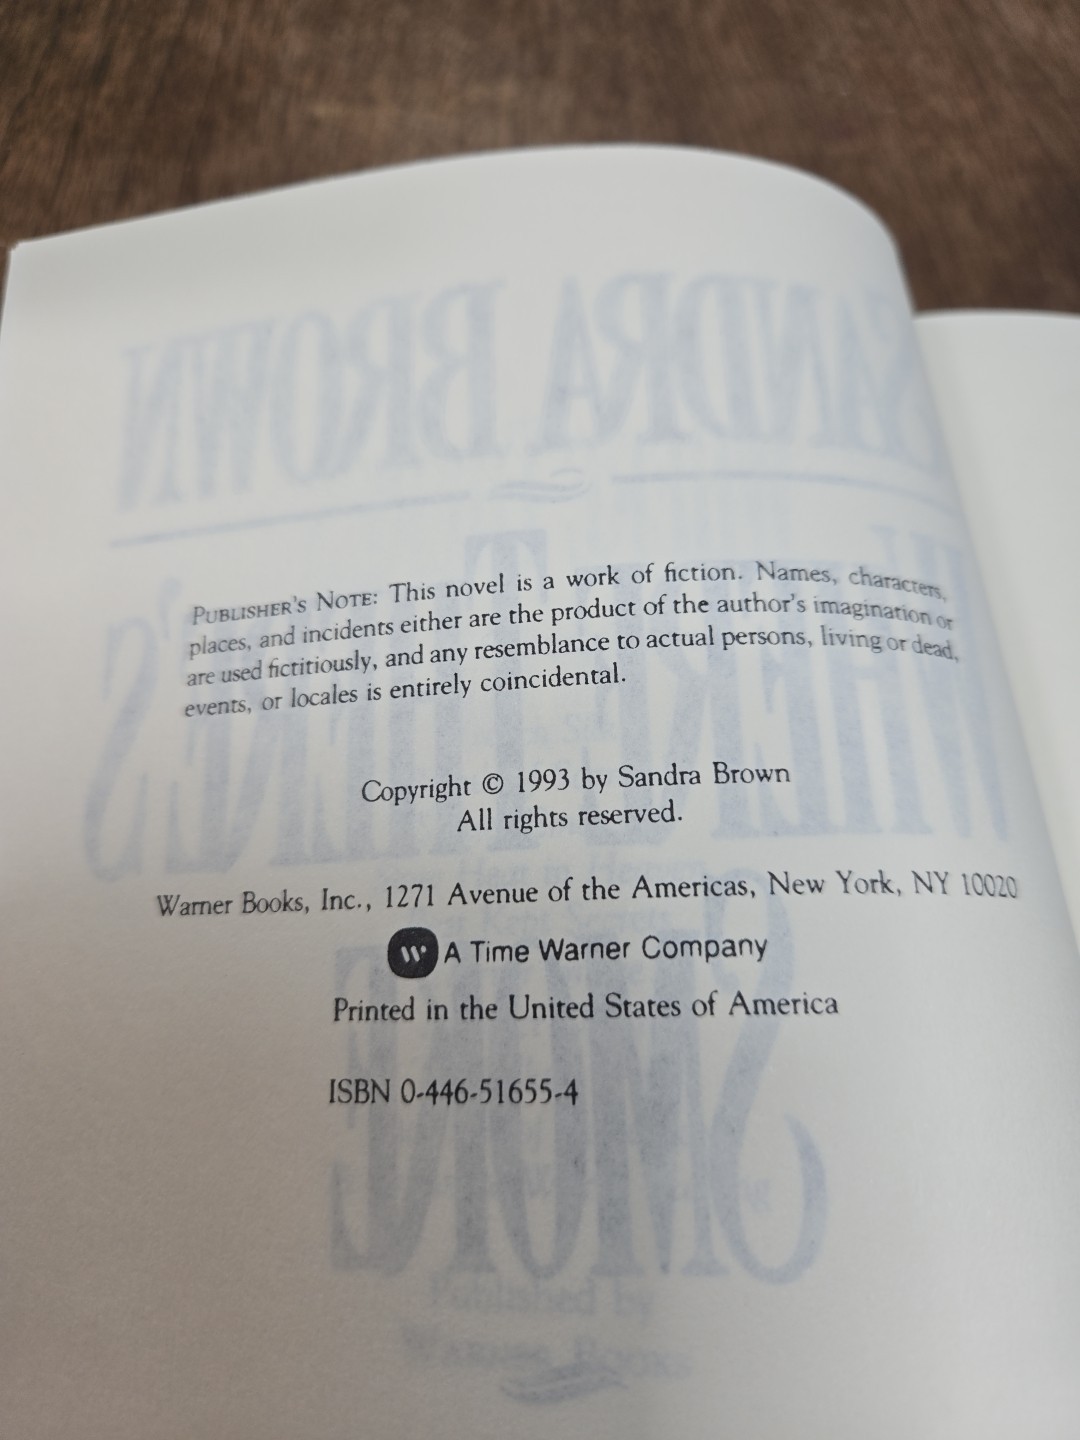 PUBLISHER'S NOTE: This novel is a work of fiction. Names, characters,
places, and incidents either are the product of the author's imagination or
are used fictitiously, and any resemblance to actual persons, living or dead,
events, or locales is entirely coincidental.
Copyright © 1993 by Sandra Brown
All rights reserved.
Warner Books, Inc., 1271 Avenue of the Americas, New York, NY 10020
W A Time Warner Company
Printed in the United States of America
ISBN 0-446-51655-4